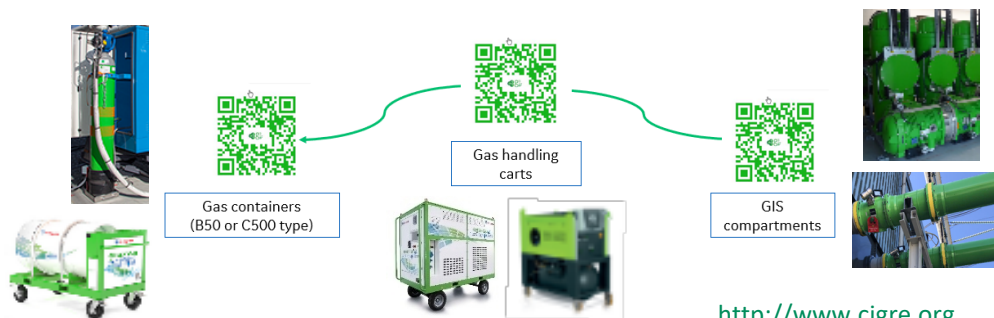 Gas handling
carts
Gas containers
(B50 or C500 type)
GIS
compartments
http://www.cigre.org